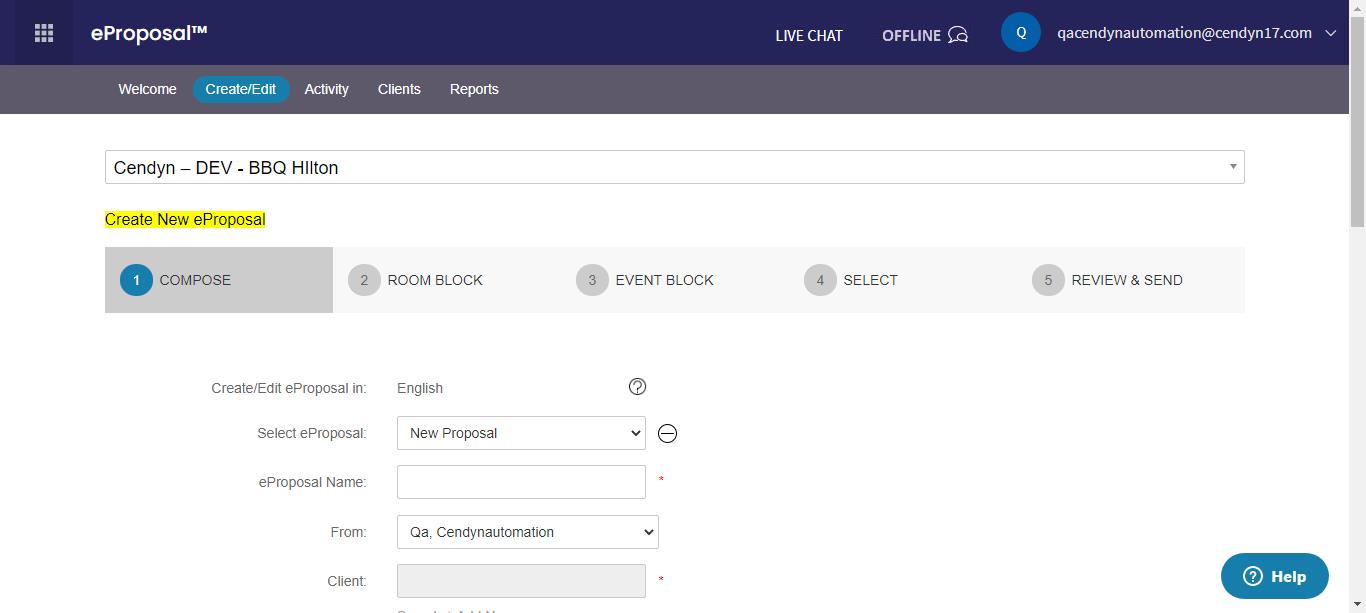 eProposal™
LIVE CHAT
OFFLINE
Q
qacendynautomation@cendyn17.com
Welcome
Create/Edit
Activity
Clients
Reports
Cendyn – DEV - BBQ HIlton
Create New eProposal
1 COMPOSE
2 ROOM BLOCK
3 EVENT BLOCK
4 SELECT
5 REVIEW & SEND
Create/Edit eProposal in: English
Select eProposal: New Proposal
eProposal Name: *
From: Qa, Cendynautomation
Client: *
Help